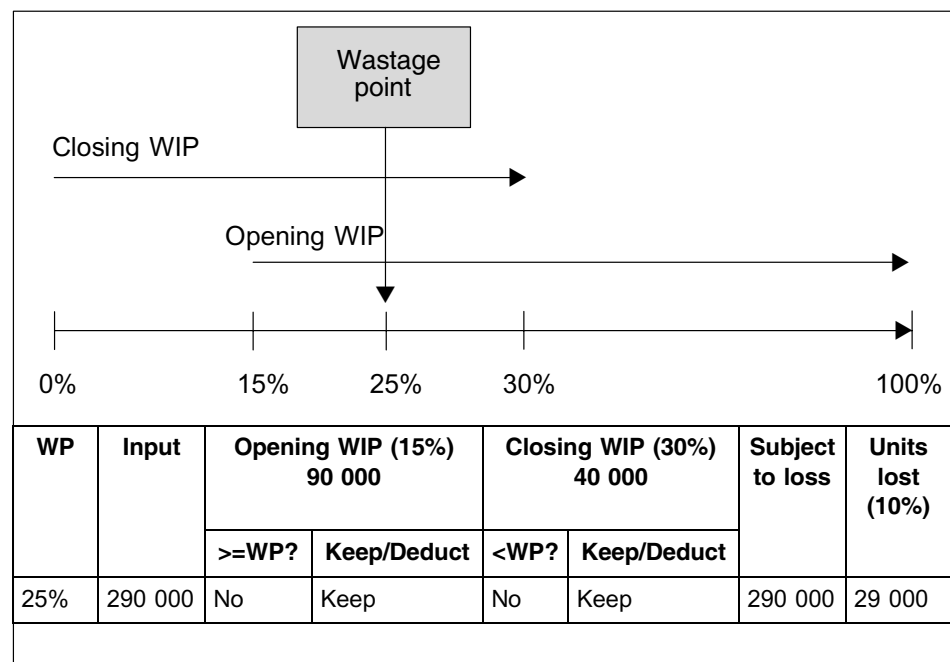 Wastage
point
Closing WIP
Opening WIP
0% 15% 25% 30% 100%
WP Input Opening WIP (15%) Closing WIP (30%) Subject Units
90 000 40 000 to loss lost
(10%)
>=WP? Keep/Deduct <WP? Keep/Deduct
25% 290 000 No Keep No Keep 290 000 29 000